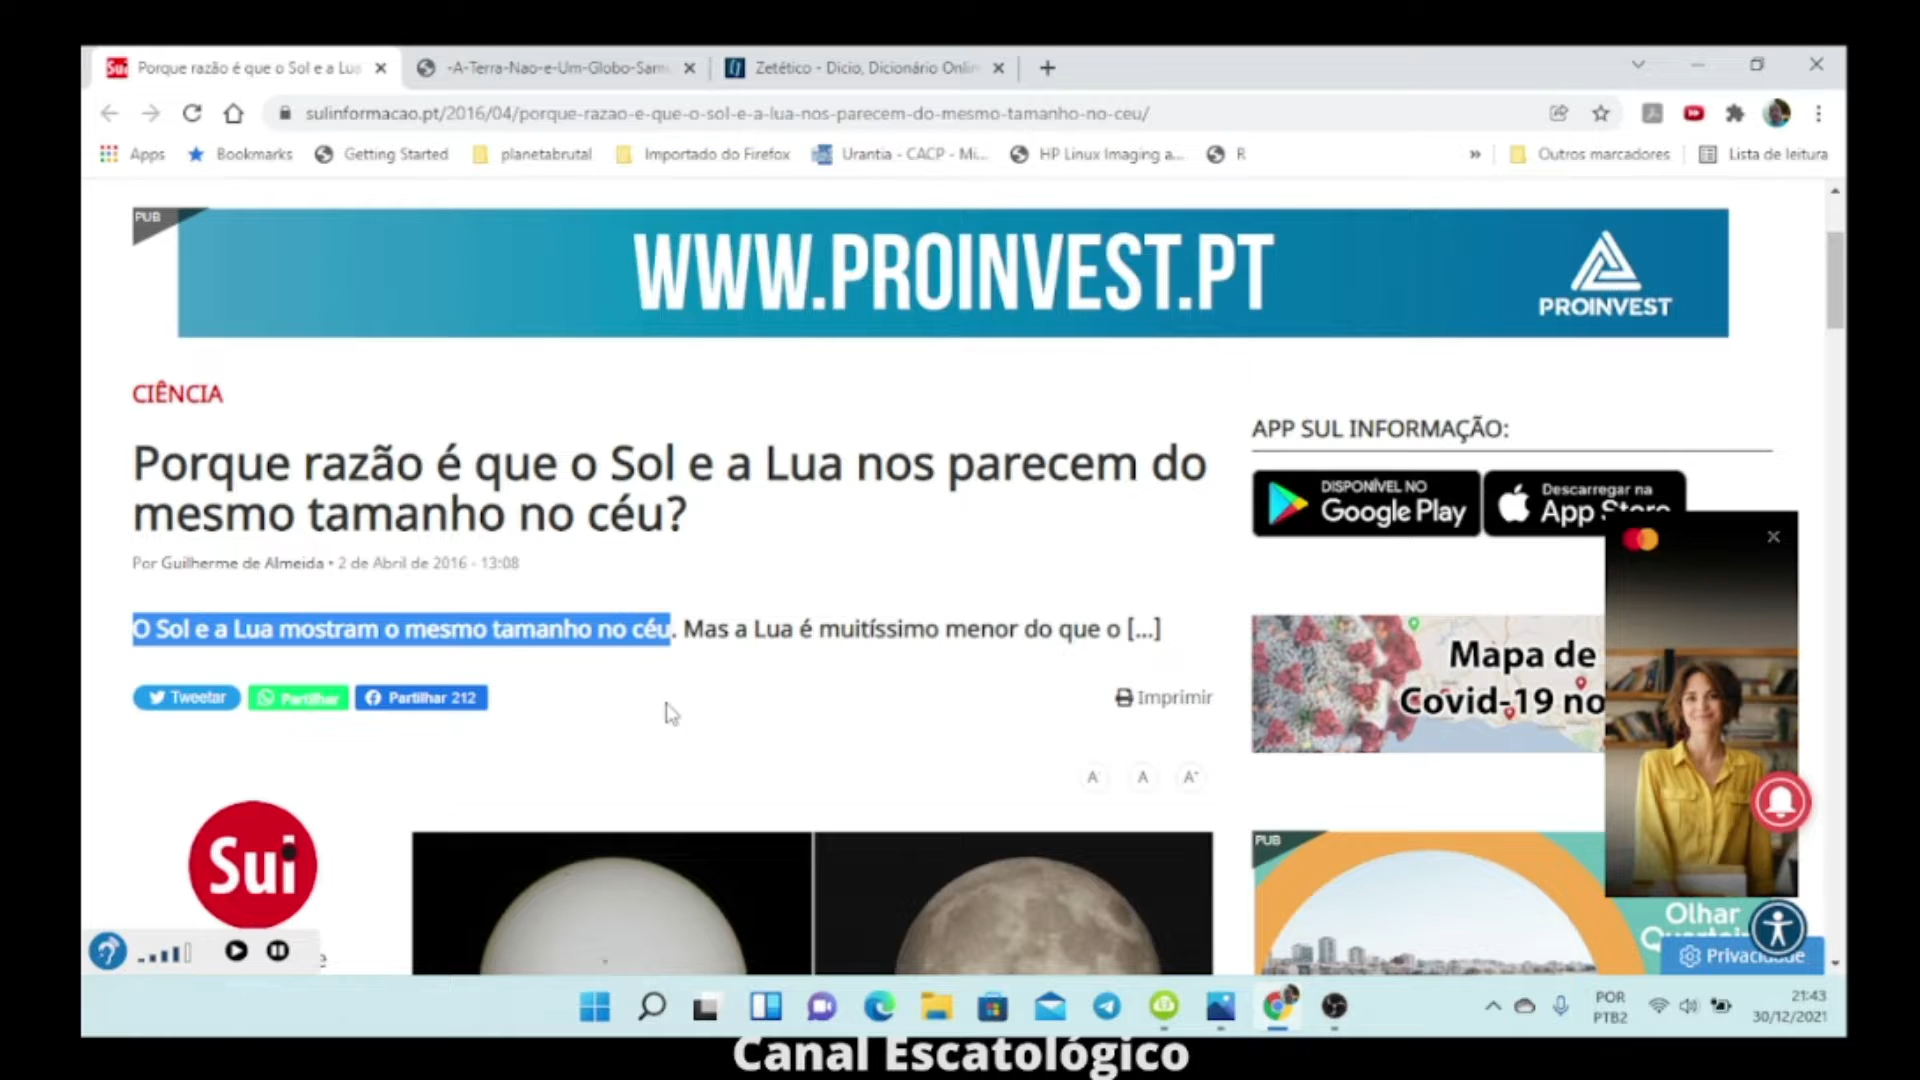 Porque razão é que o Sol e a Lua
-A-Terra-Nao-e-Um-Globo-Sam
Zetético - Dicio, Dicionário Onlin
sulinformacao.pt/2016/04/porque-razao-e-que-o-sol-e-a-lua-nos-parecem-do-mesmo-tamanho-no-ceu/
Apps
Bookmarks
Getting Started
planetabrutal
Importado do Firefox
Urantia - CACP - Mi...
HP Linux Imaging a...
R
»
Outros marcadores
Lista de leitura
PUB
WWW.PROINVEST.PT
PROINVEST
CIÊNCIA
Porque razão é que o Sol e a Lua nos parecem do
mesmo tamanho no céu?
Por Guilherme de Almeida • 2 de Abril de 2016 - 13:08
O Sol e a Lua mostram o mesmo tamanho no céu. Mas a Lua é muitíssimo menor do que o [...]
Tweetar
Partilhar
Partilhar 212
Imprimir
A-
A
A+
Sui
e
APP SUL INFORMAÇÃO:
DISPONÍVEL NO
Google Play
Descarregar na
App Store
Mapa de
Covid-19 no
PUB
Olhar
Privacidade
POR
PTB2
21:43
30/12/2021
Canal Escatológico